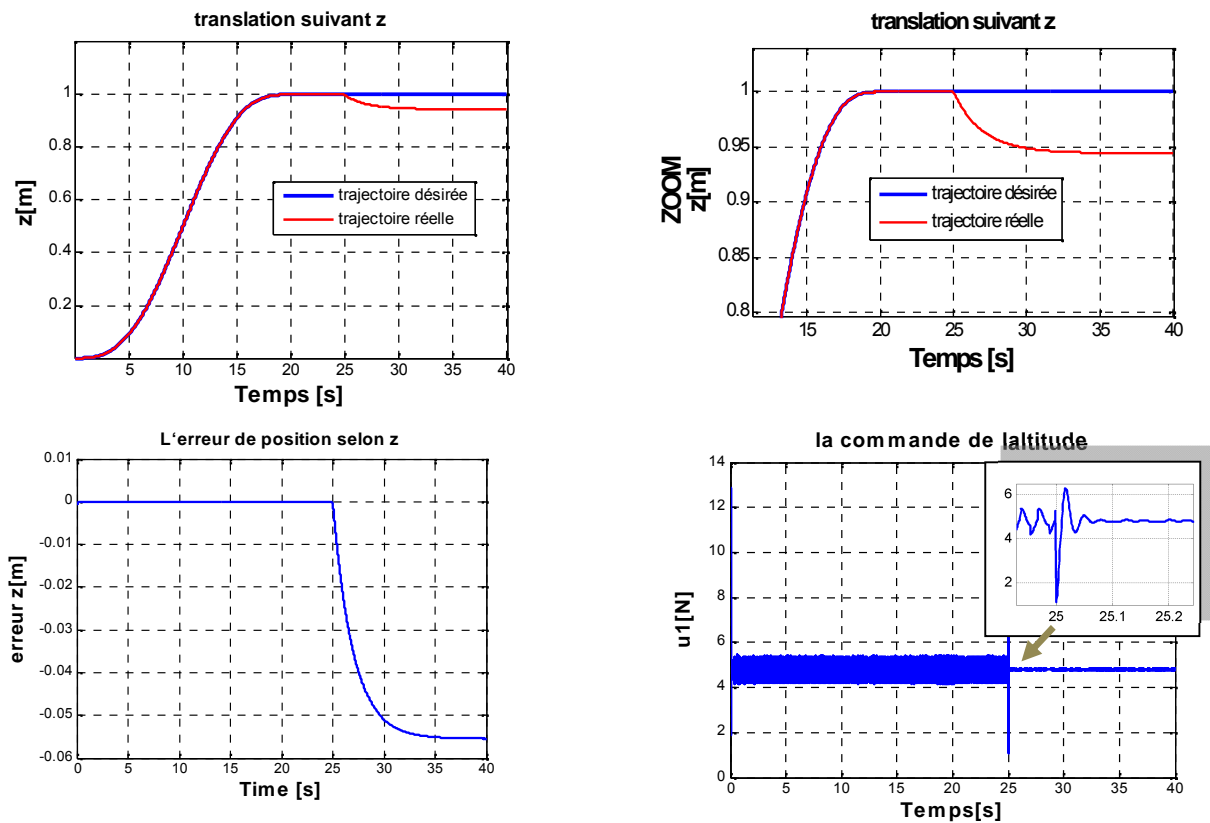 translation suivant z
z[m]
1
0.8
0.6
0.4
0.2
trajectoire désirée
trajectoire réelle
5 10 15 20 25 30 35 40
Temps [s]
translation suivant z
ZOOM
z[m]
1
0.95
0.9
0.85
0.8
trajectoire désirée
trajectoire réelle
15 20 25 30 35 40
Temps [s]
L'erreur de position selon z
erreur z[m]
0.01
0
-0.01
-0.02
-0.03
-0.04
-0.05
-0.06
0 5 10 15 20 25 30 35 40
Time [s]
la commande de laltitude
u1[N]
14
12
10
8
6
4
2
0
6
4
2
25 25.1 25.2
0 5 10 15 20 25 30 35 40
Temps[s]